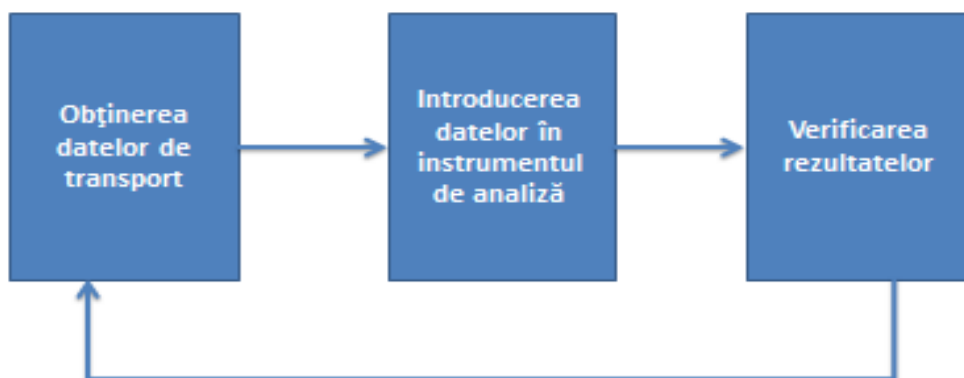 Obţinerea
datelor de
transport
Introducerea
datelor în
instrumentul
de analiză
Verificarea
rezultatelor